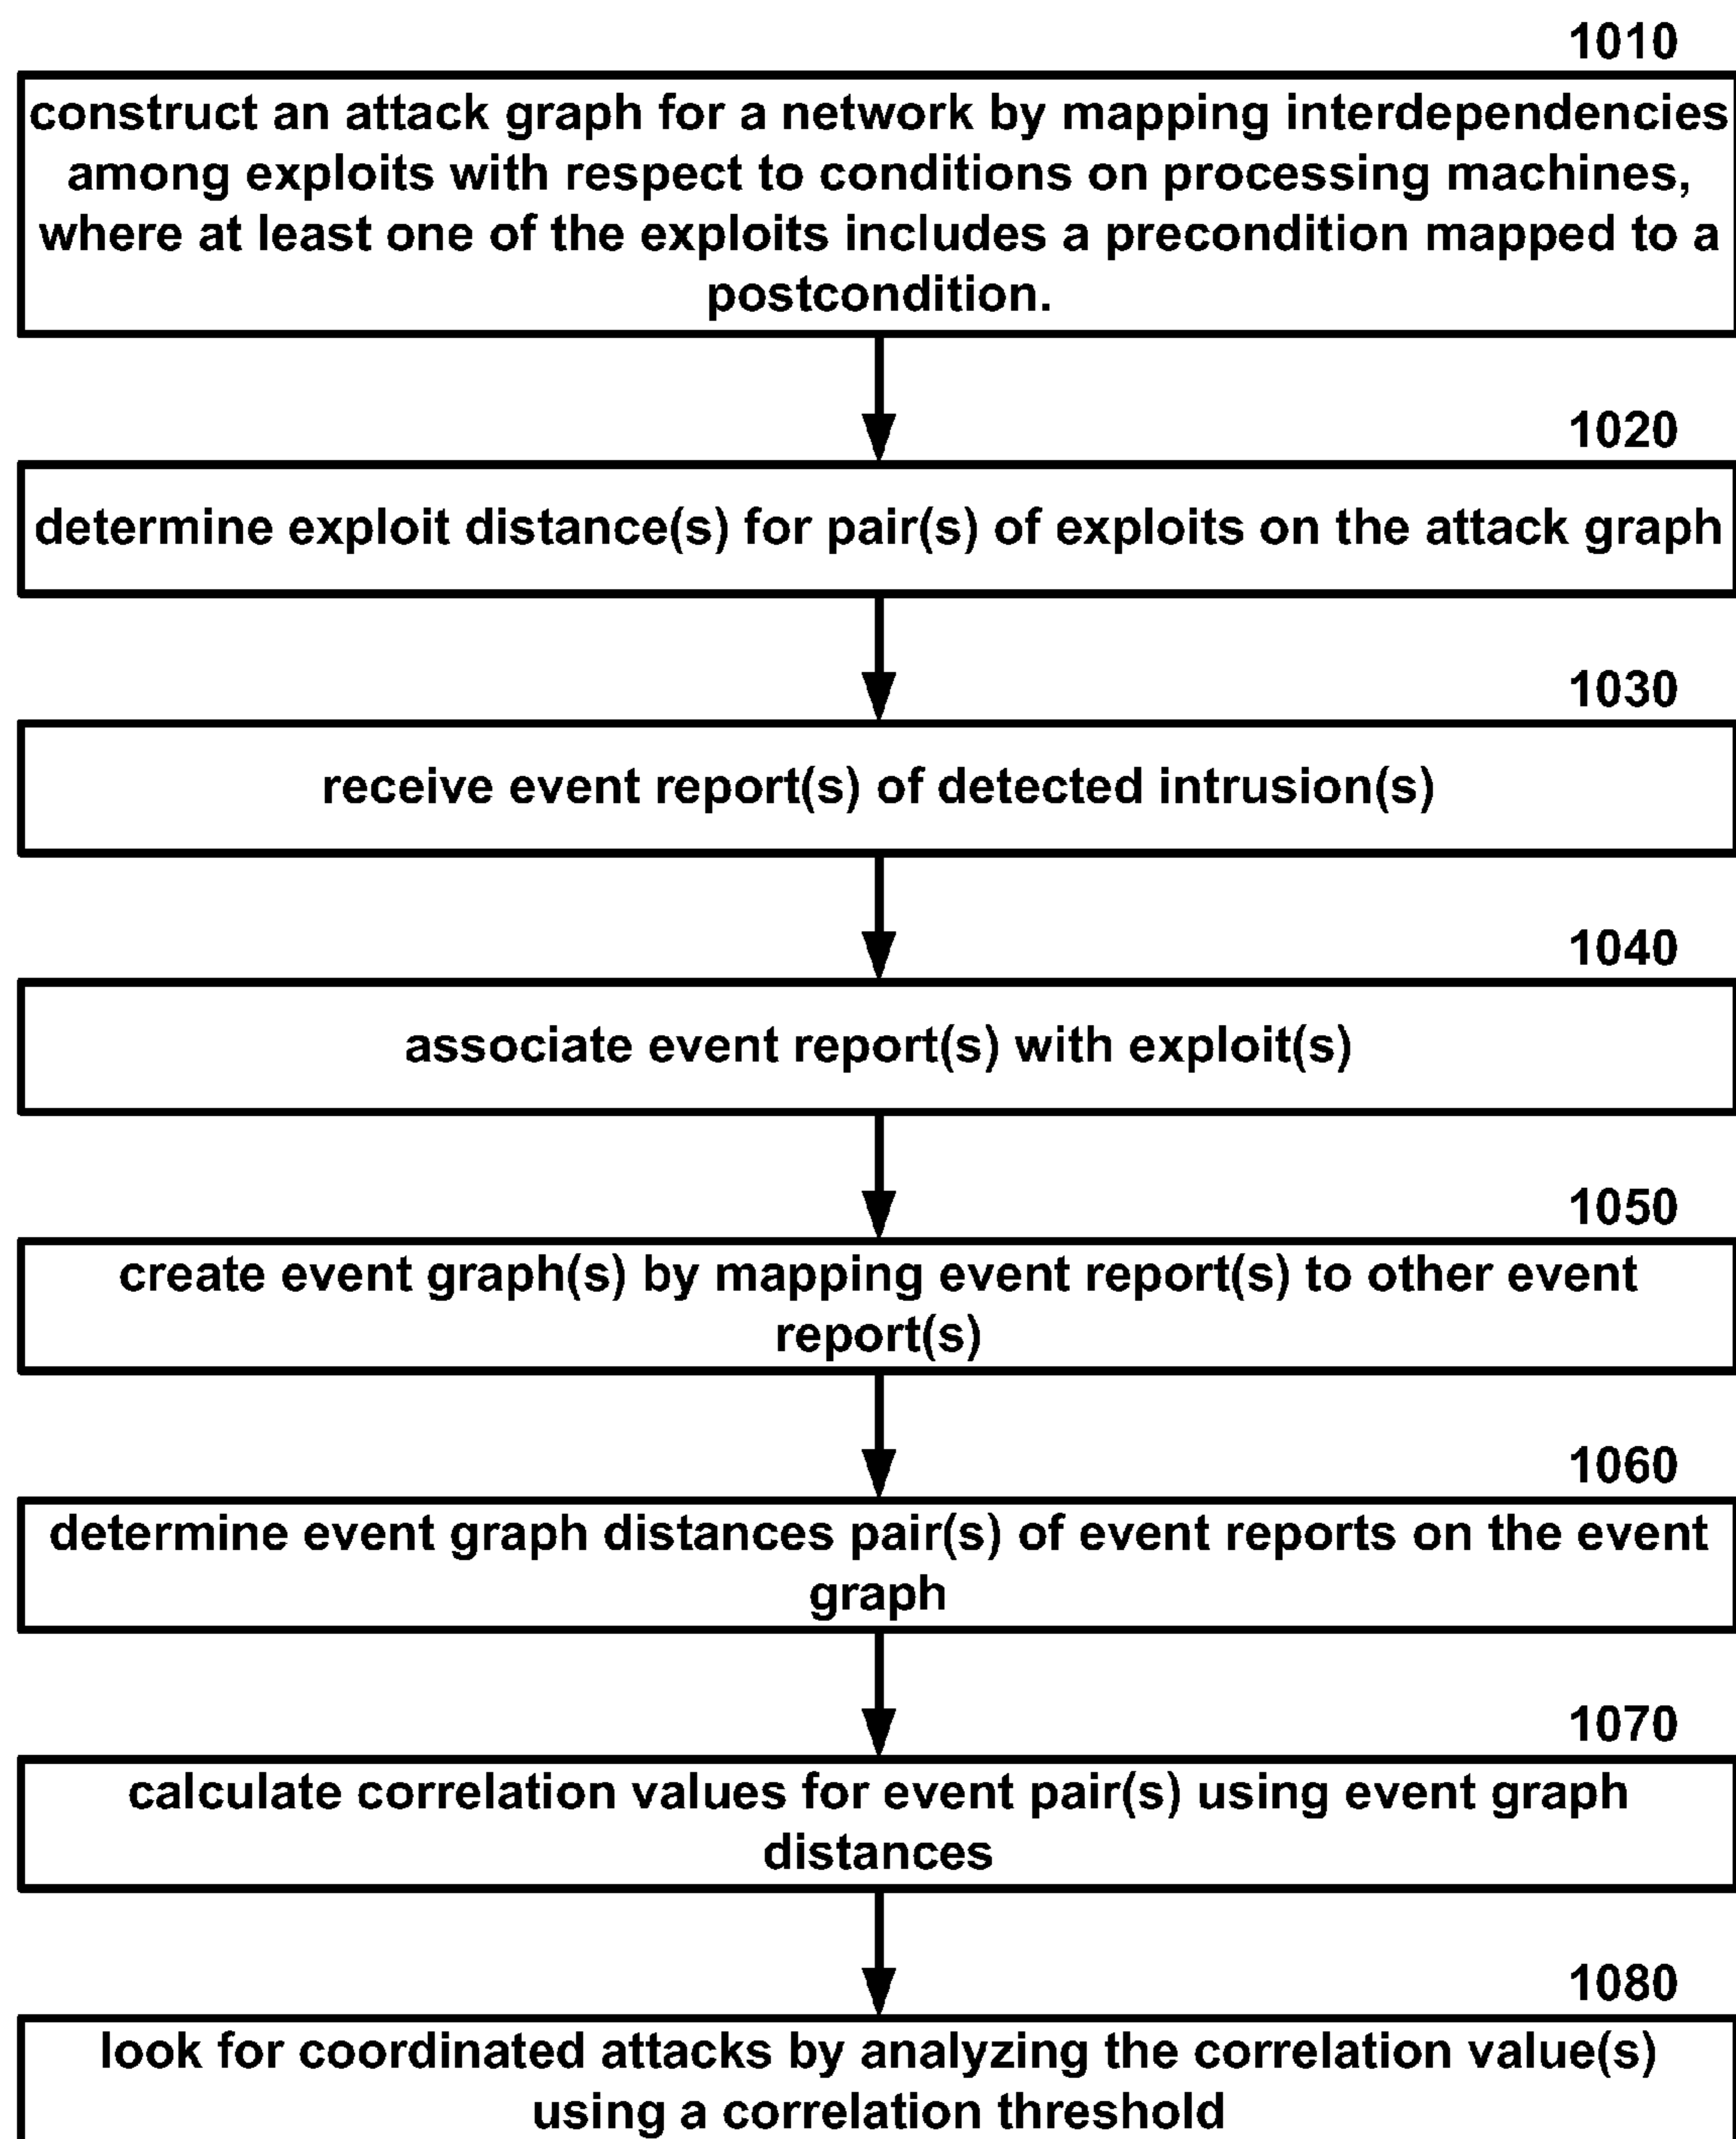 1010
construct an attack graph for a network by mapping interdependencies
among exploits with respect to conditions on processing machines,
where at least one of the exploits includes a precondition mapped to a
postcondition.
1020
determine exploit distance(s) for pair(s) of exploits on the attack graph
1030
receive event report(s) of detected intrusion(s)
1040
associate event report(s) with exploit(s)
1050
create event graph(s) by mapping event report(s) to other event
report(s)
1060
determine event graph distances pair(s) of event reports on the event
graph
1070
calculate correlation values for event pair(s) using event graph
distances
1080
look for coordinated attacks by analyzing the correlation value(s)
using a correlation threshold